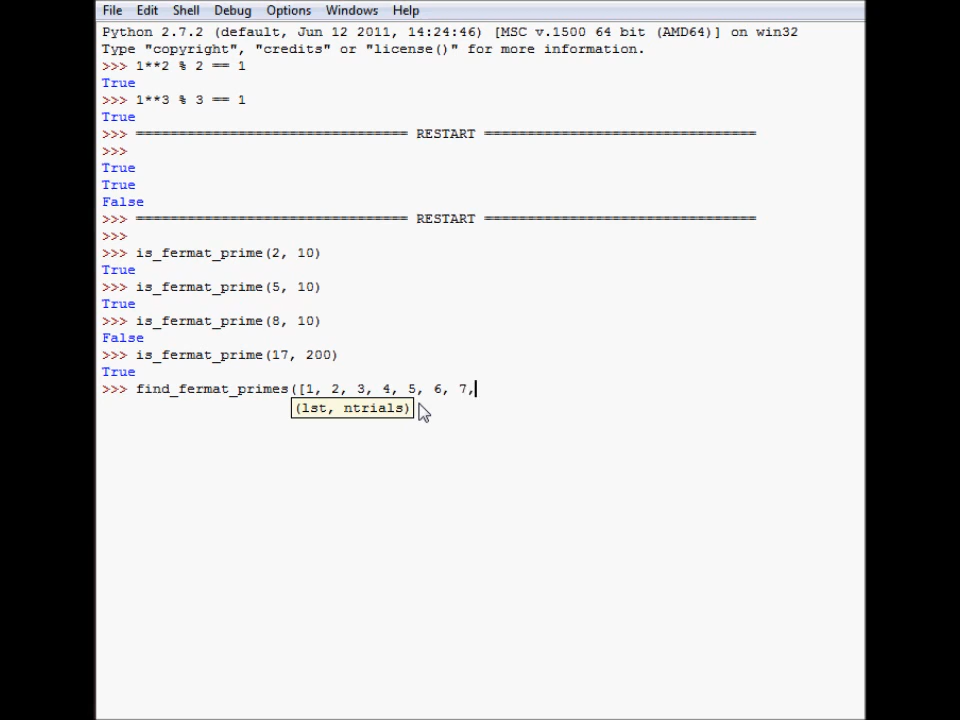 File Edit Shell Debug Options Windows Help
Python 2.7.2 (default, Jun 12 2011, 14:24:46) [MSC v.1500 64 bit (AMD64)] on win32
Type "copyright", "credits" or "license()" for more information.
>>> 1**2 % 2 == 1
True
>>> 1**3 % 3 == 1
True
>>> ================================ RESTART ================================
>>>
True
True
False
>>> ================================ RESTART ================================
>>>
>>> is_fermat_prime(2, 10)
True
>>> is_fermat_prime(5, 10)
True
>>> is_fermat_prime(8, 10)
False
>>> is_fermat_prime(17, 200)
True
>>> find_fermat_primes([1, 2, 3, 4, 5, 6, 7,
(lst, ntrials)